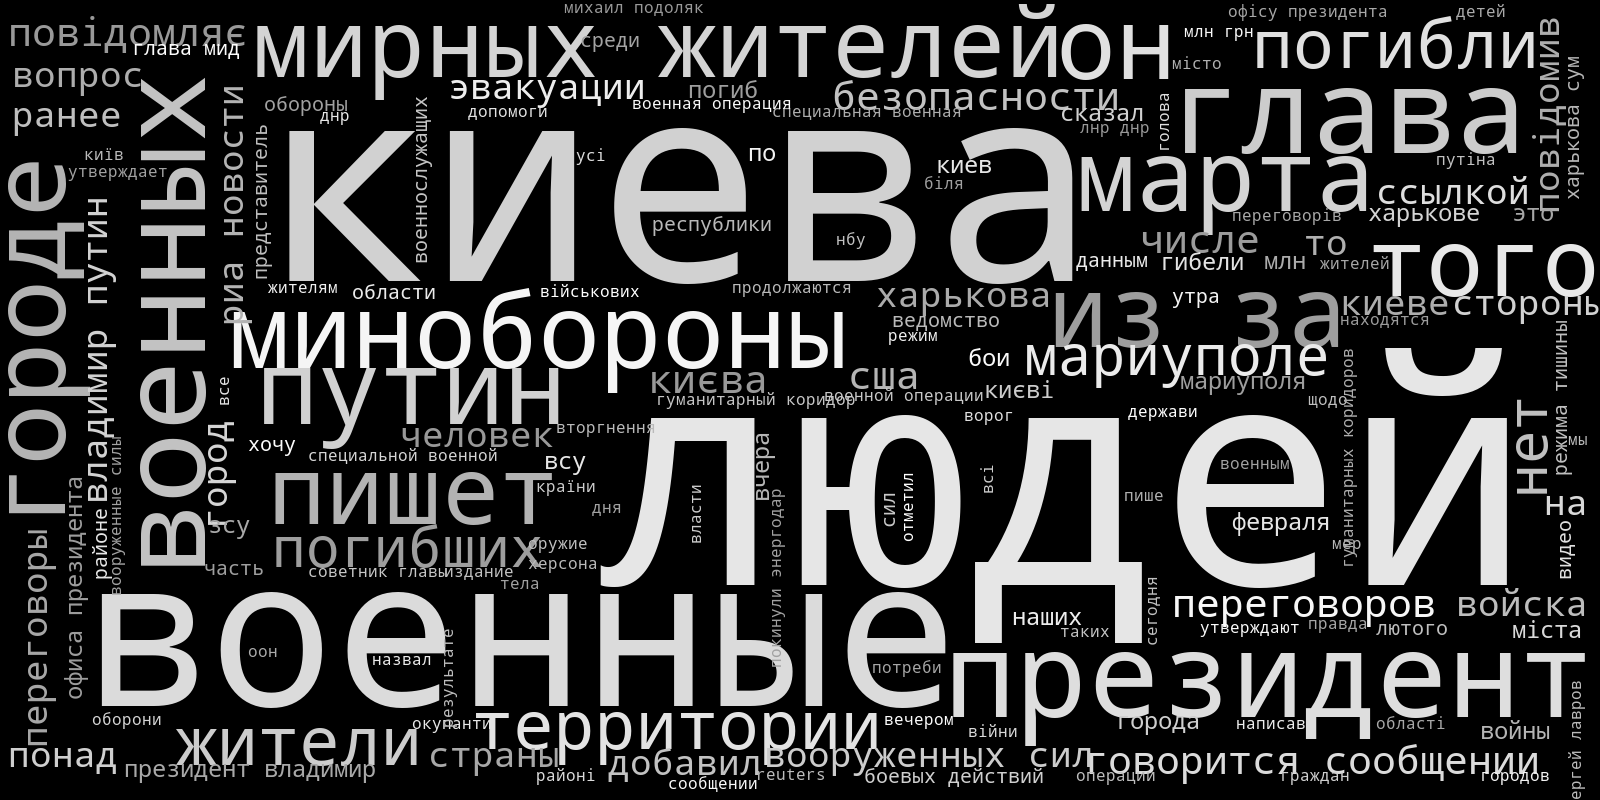 михаил подоляк
офісу президента
детей
повідомляє
глава мид
мирных жителей
среди
он
млн грн
погибли
повідомив
місто
харькова сум
вопрос
эвакуации
погиб
безопасности
военная операция
специальная военная
обороны
днр
допомоги
сказал
глава
ранее
военнослужащих
голова
лнр днр
киева
риа новости
представитель
київ
утверждает
усі
по
киев
біля
марта
путіна
ссылкой
республики
нбу
переговорів
харькове
это
городе
военных
владимир путин
числе
то
того
данным
гибели
млн
жителей
жителям
области
військових
продолжаются
харькова
из за
утра
киеве
стороны
минобороны
ведомство
режим
находятся
бои
мариуполе
путин
києва
сша
києві
мариуполя
все
гуманитарный коридор
военной операции
щодо
ворог
держави
гуманитарных коридоров
режима тишины
людей
нет
мы
город
хочу
человек
вторгнення
вооруженные силы
специальной военной
всу
вчера
всі
военным
пишет
країни
власти
сил
отметил
пише
на
дня
февраля
зсу
погибших
оружие
мер
видео
херсона
офиса президента
районе
часть
советник главы
издание
тела
покинули энергодар
переговоры
военные
сегодня
наших
переговоров
войска
таких
утверждают
правда
лютого
міста
оон
назвал
результате
потреби
президент
оборони
окупанти
территории
вечером
війни
города
написав
області
войны
сергей лавров
понад
жители
страны
добавил
вооруженных сил
говорится сообщении
президент владимир
районі
reuters
сообщении
боевых действий
операции
граждан
городов